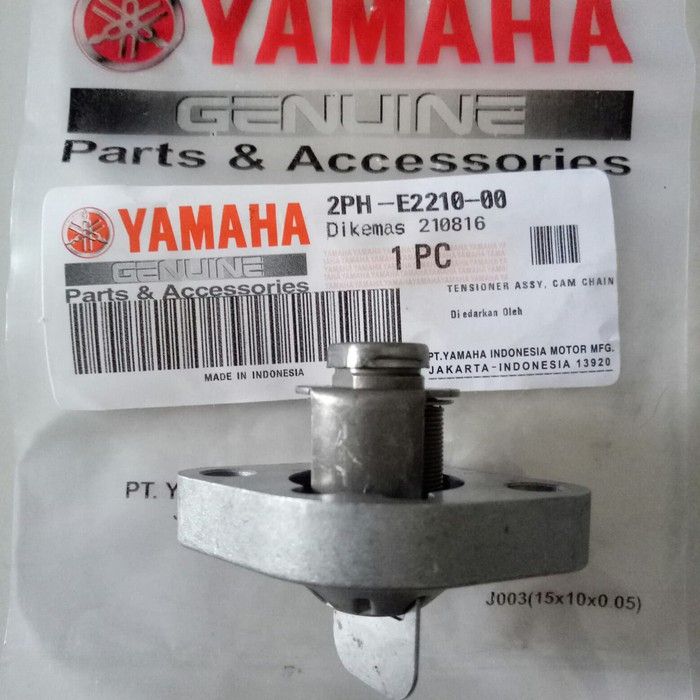 YAMAHA
GENUINE
Parts & Accessories
YAMAHA
GENUINE
Parts & Accessories
MADE IN INDONESIA
2PH-E2210-00
Dikemas 210816
1 PC
TENSIONER ASSY, CAM CHAIN
Diedarkan Oleh
PT.YAMAHA INDONESIA MOTOR MFG.
JAKARTA-INDONESIA 13920
PT. Y
J003(15x10x0.05)